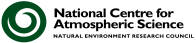 National Centre for
Atmospheric Science
NATURAL ENVIRONMENT RESEARCH COUNCIL